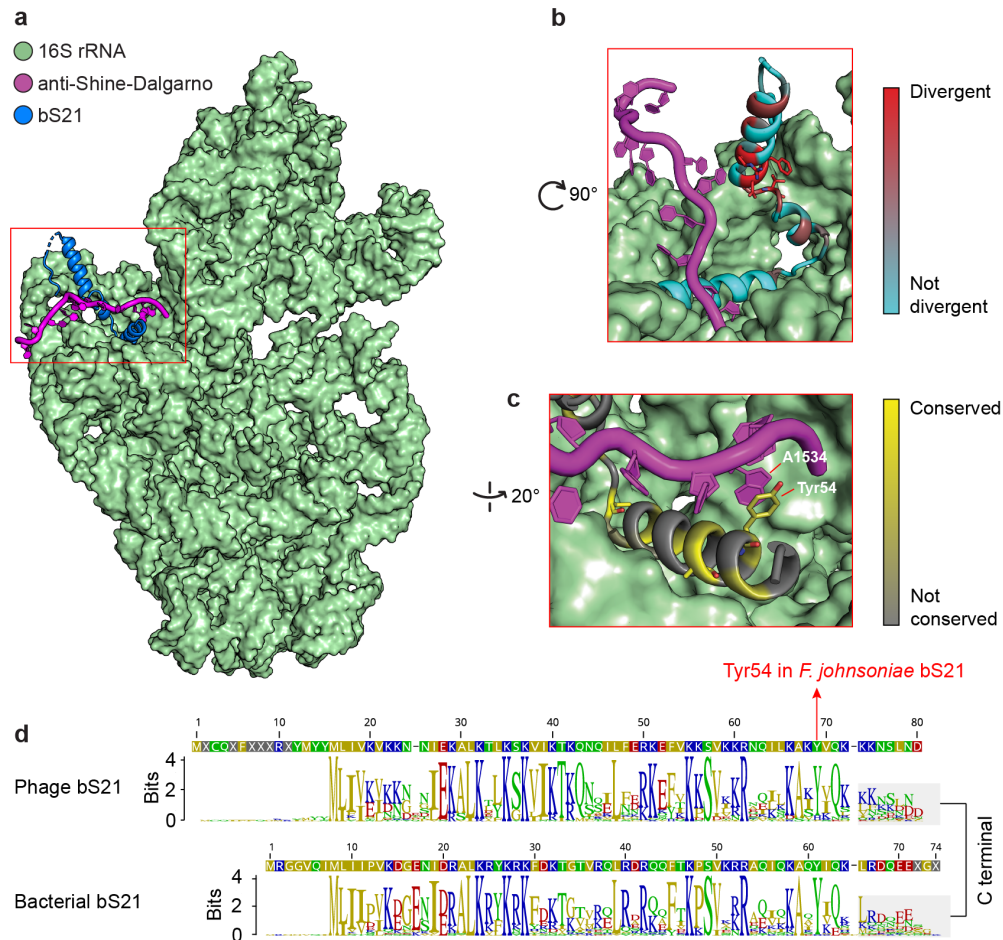 a
16S rRNA
anti-Shine-Dalgarno
bS21
b
90°
Divergent
Not
divergent
c
20°
A1534
Tyr54
Conserved
Not
conserved
Tyr54 in F. johnsoniae bS21
d
1 10 20 30 40 50 60 70 80
MXCQXFXXXRXYMYYMLIVKVKKN-NIEKALKTLKSKVIKTKQNQILFERKEFVKKSVKKRNQILKAKYVQK-KKNSLND
Phage bS21
Bits
4
2
0
1 10 20 30 40 50 60 70 74
MRGGVQIMLIIPVKDGENIDRALKRYKRKFDKTGTVRQLRDRQQFTKPSVKRRAQIQKAQYIQK-LRDQEEXGX
Bacterial bS21
Bits
4
2
0
C terminal